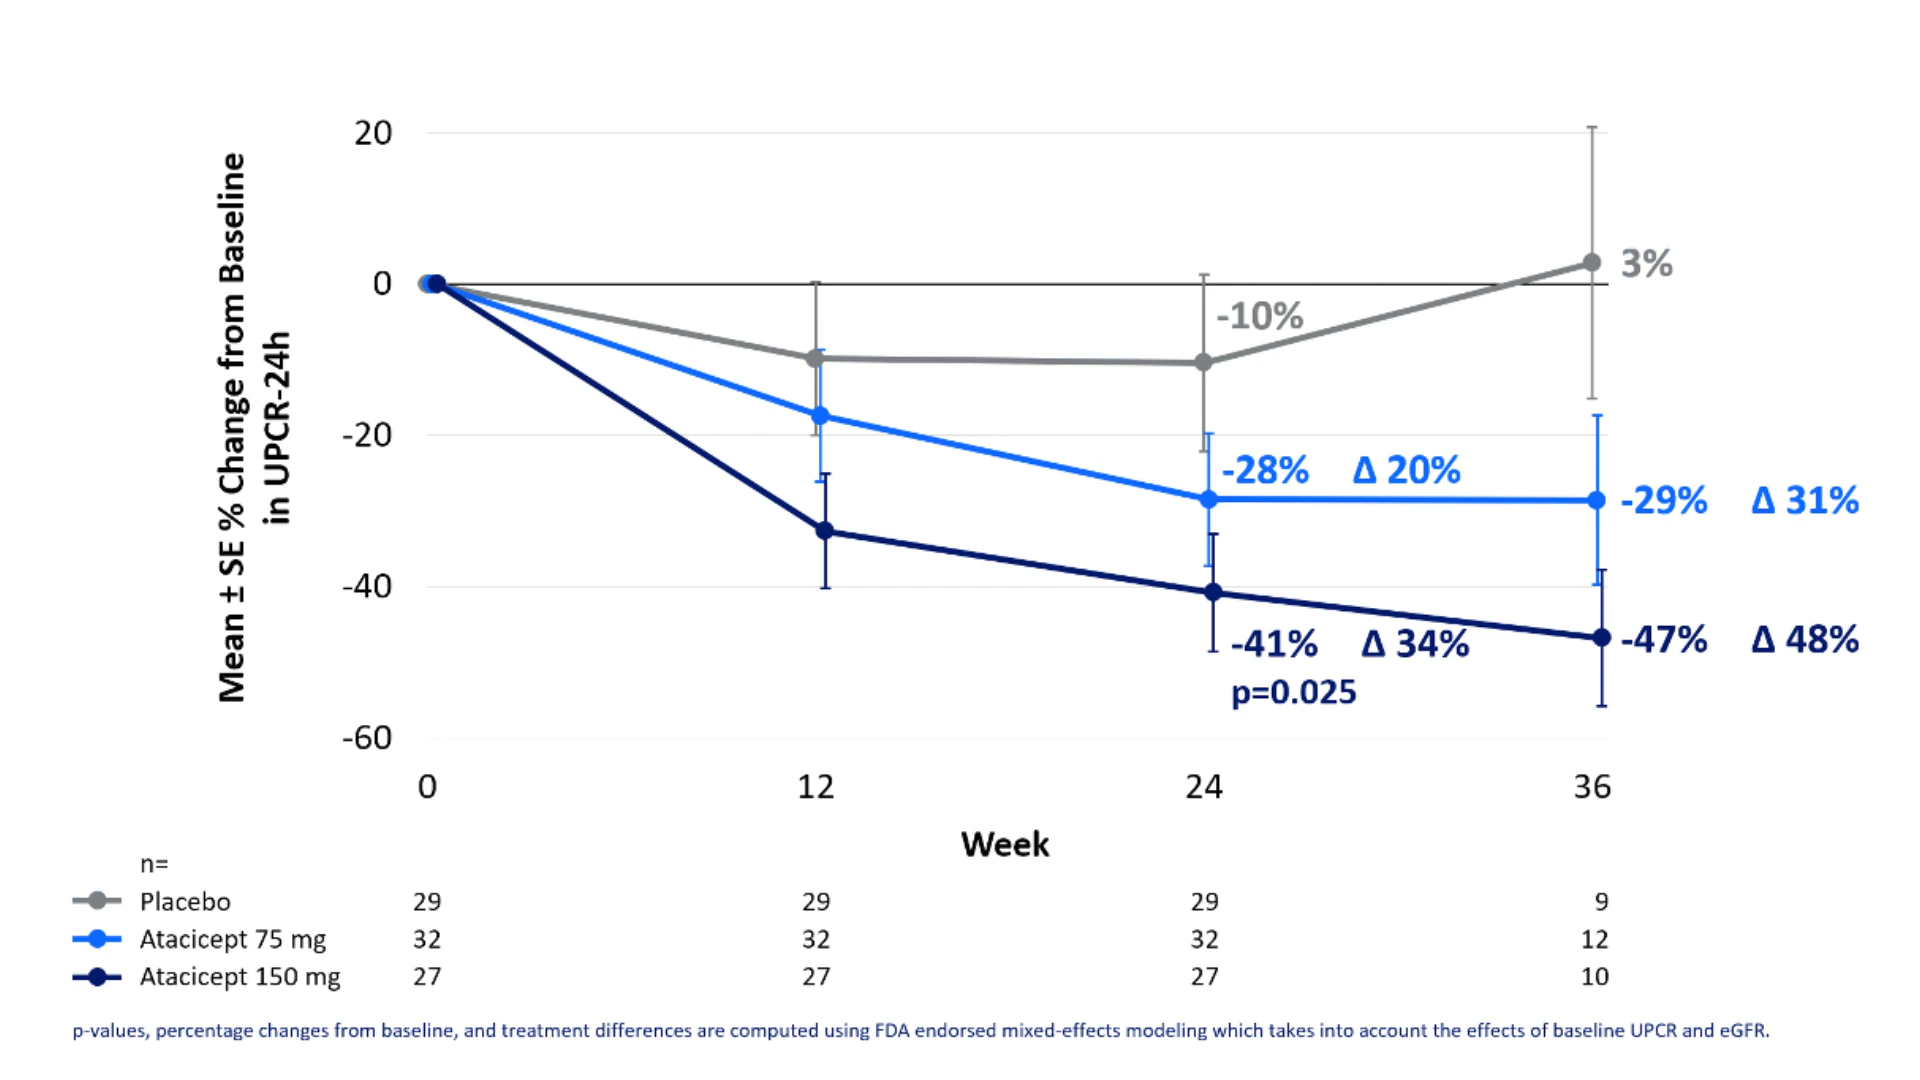 Mean ± SE % Change from Baseline
in UPCR-24h
20
0
-20
-40
-60
3%
-10%
-28% Δ 20%
-29% Δ 31%
-41% Δ 34%
p=0.025
-47% Δ 48%
0 12 24 36
Week
n=
Placebo 29 29 29 9
Atacicept 75 mg 32 32 32 12
Atacicept 150 mg 27 27 27 10
p-values, percentage changes from baseline, and treatment differences are computed using FDA endorsed mixed-effects modeling which takes into account the effects of baseline UPCR and eGFR.